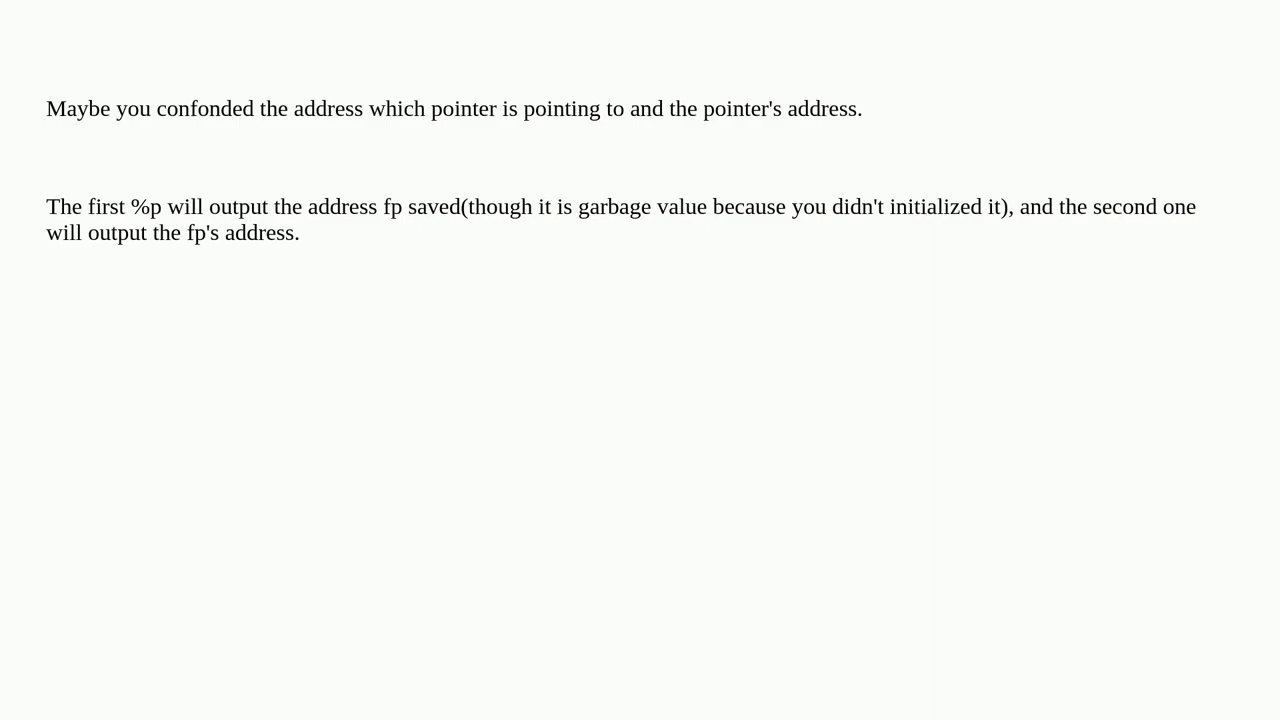 Maybe you confonded the address which pointer is pointing to and the pointer's address.
The first %p will output the address fp saved(though it is garbage value because you didn't initialized it), and the second one
will output the fp's address.